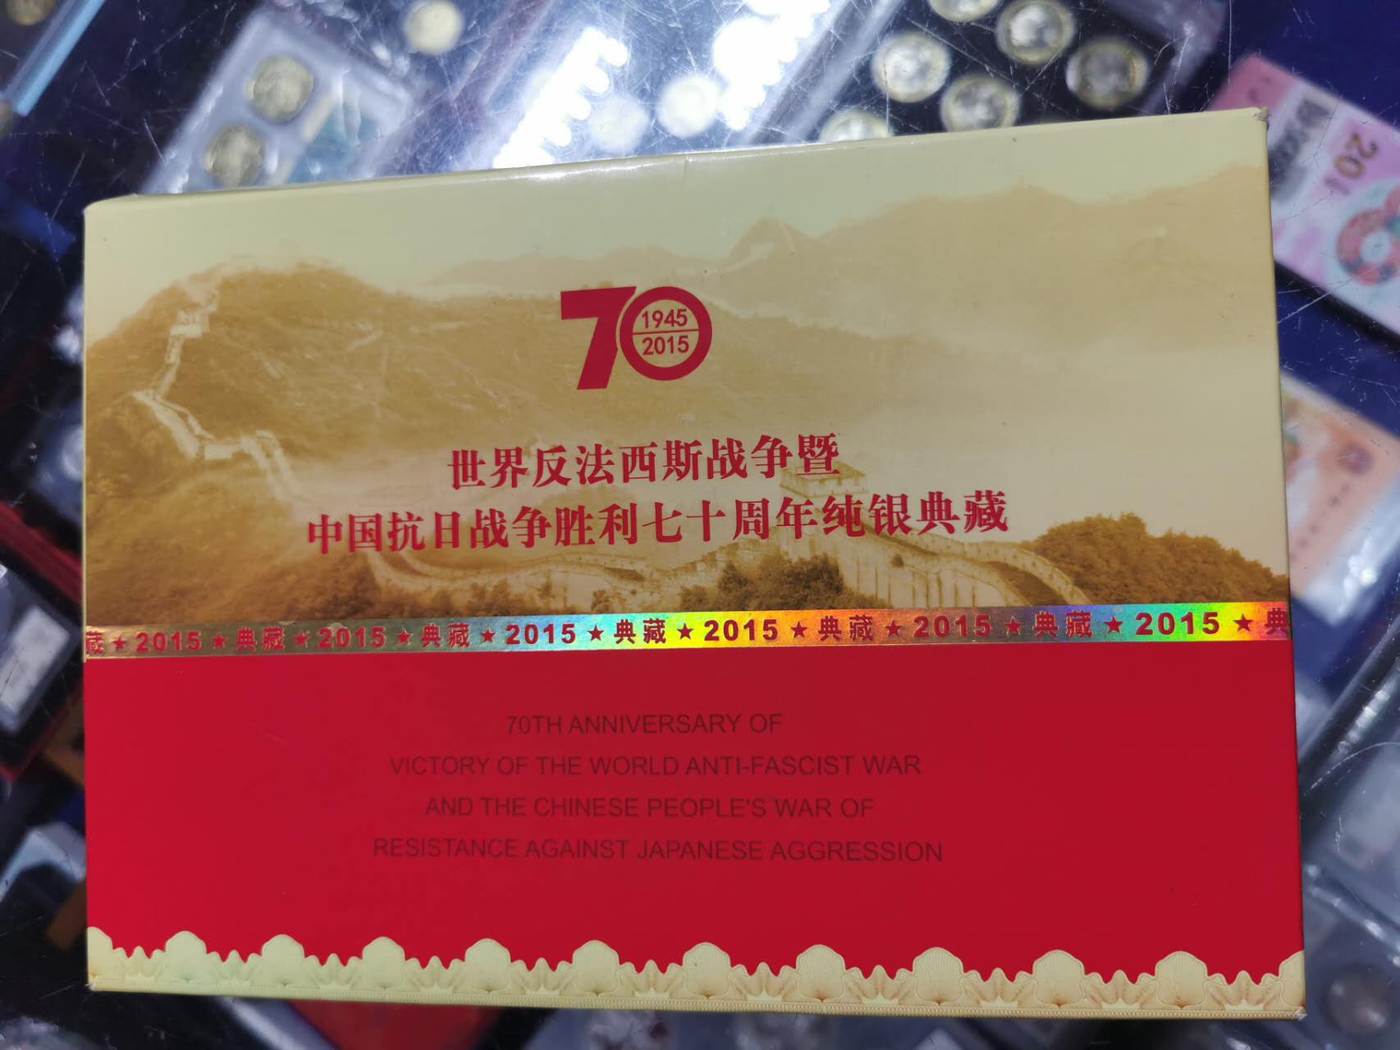 70
1945
2015
世界反法西斯战争暨
中国抗日战争胜利七十周年纯银典藏
藏★2015★典藏★2015★典藏★2015★典藏★2015★典藏★2015★典藏★2015★典
70TH ANNIVERSARY OF
VICTORY OF THE WORLD ANTI-FASCIST WAR
AND THE CHINESE PEOPLE'S WAR OF
RESISTANCE AGAINST JAPANESE AGGRESSION
20